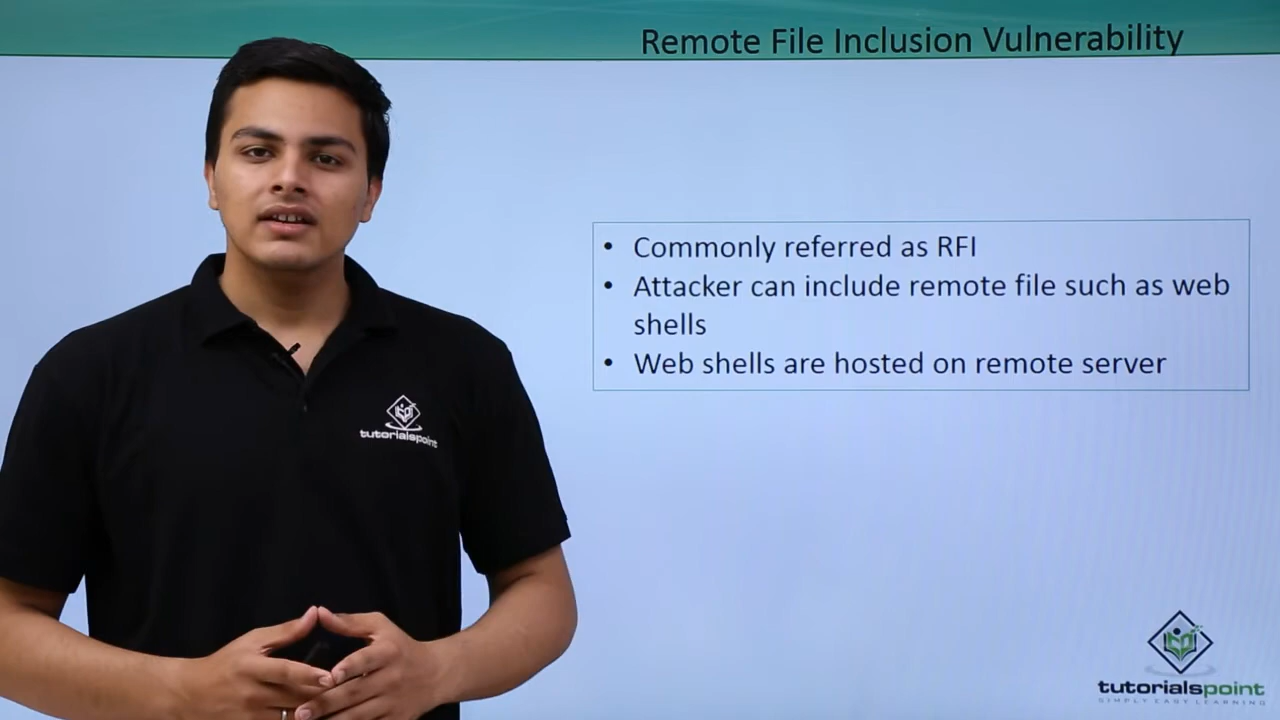 Remote File Inclusion Vulnerability
• Commonly referred as RFI
• Attacker can include remote file such as web
shells
• Web shells are hosted on remote server
tutorialspoint
tutorialspoint
SIMPLY EASY LEARNING